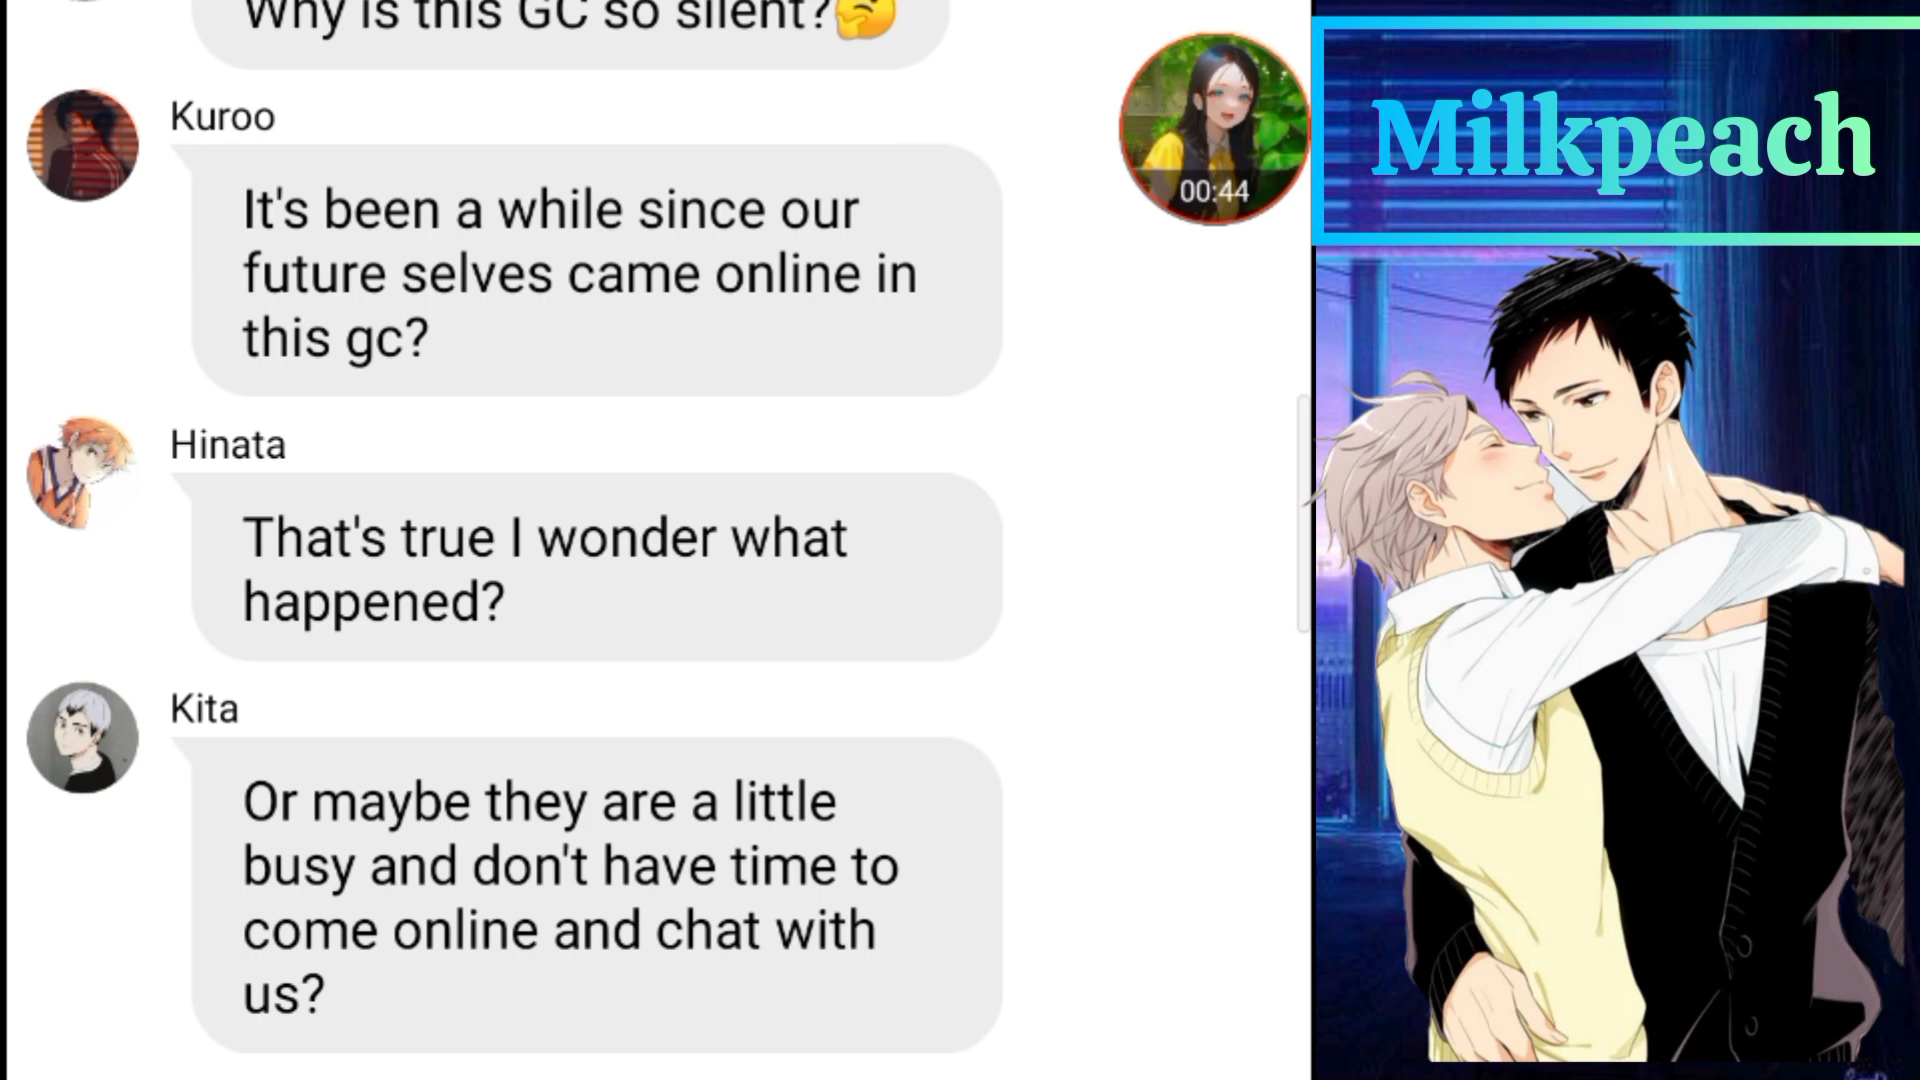 Why is this GC so silent?🤔
Kuroo
It's been a while since our
future selves came online in
this gc?
Hinata
That's true I wonder what
happened?
Kita
Or maybe they are a little
busy and don't have time to
come online and chat with
us?
00:44
Milkpeach